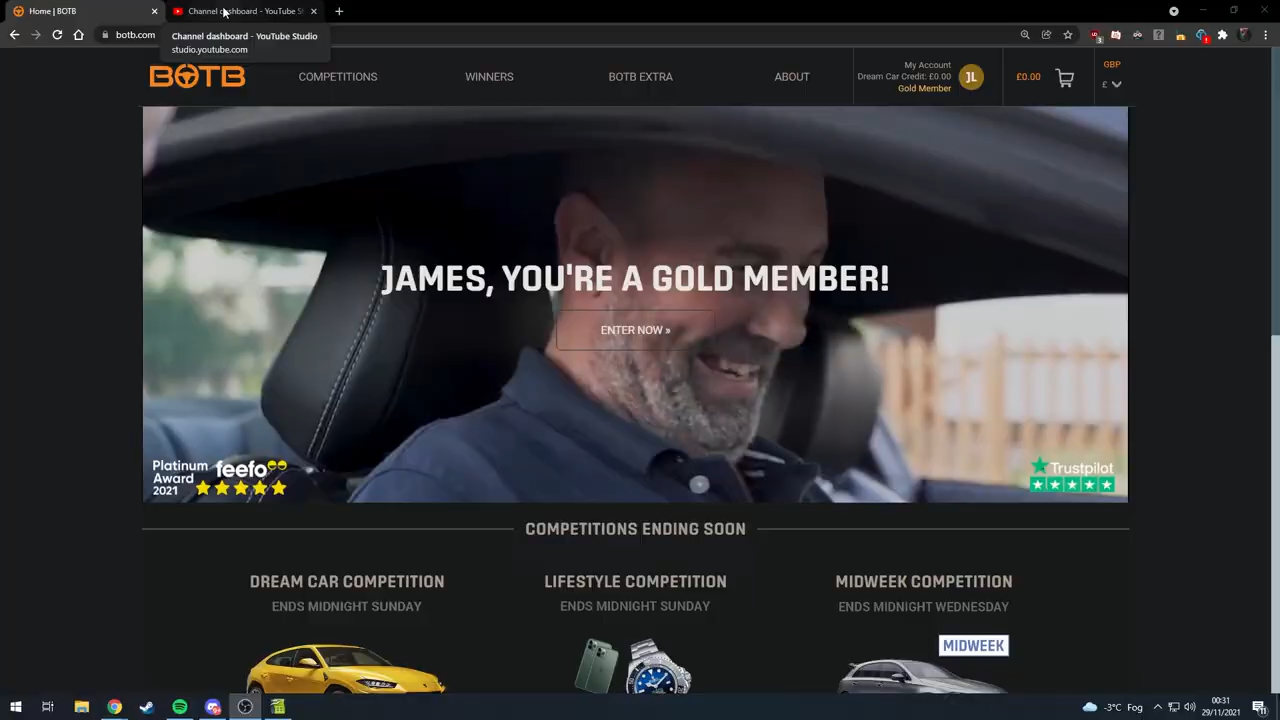 Home | BOTB
Channel dashboard - YouTube St
botb.com
Channel dashboard - YouTube Studio
studio.youtube.com
BOTB
COMPETITIONS
WINNERS
BOTB EXTRA
ABOUT
My Account
Dream Car Credit: £0.00
Gold Member
JL
£0.00
GBP
£
JAMES, YOU'RE A GOLD MEMBER!
ENTER NOW »
Platinum
Award
2021
feefo
Trustpilot
COMPETITIONS ENDING SOON
DREAM CAR COMPETITION
ENDS MIDNIGHT SUNDAY
LIFESTYLE COMPETITION
ENDS MIDNIGHT SUNDAY
MIDWEEK COMPETITION
ENDS MIDNIGHT WEDNESDAY
MIDWEEK
-3°C Fog
00:31
29/11/2021